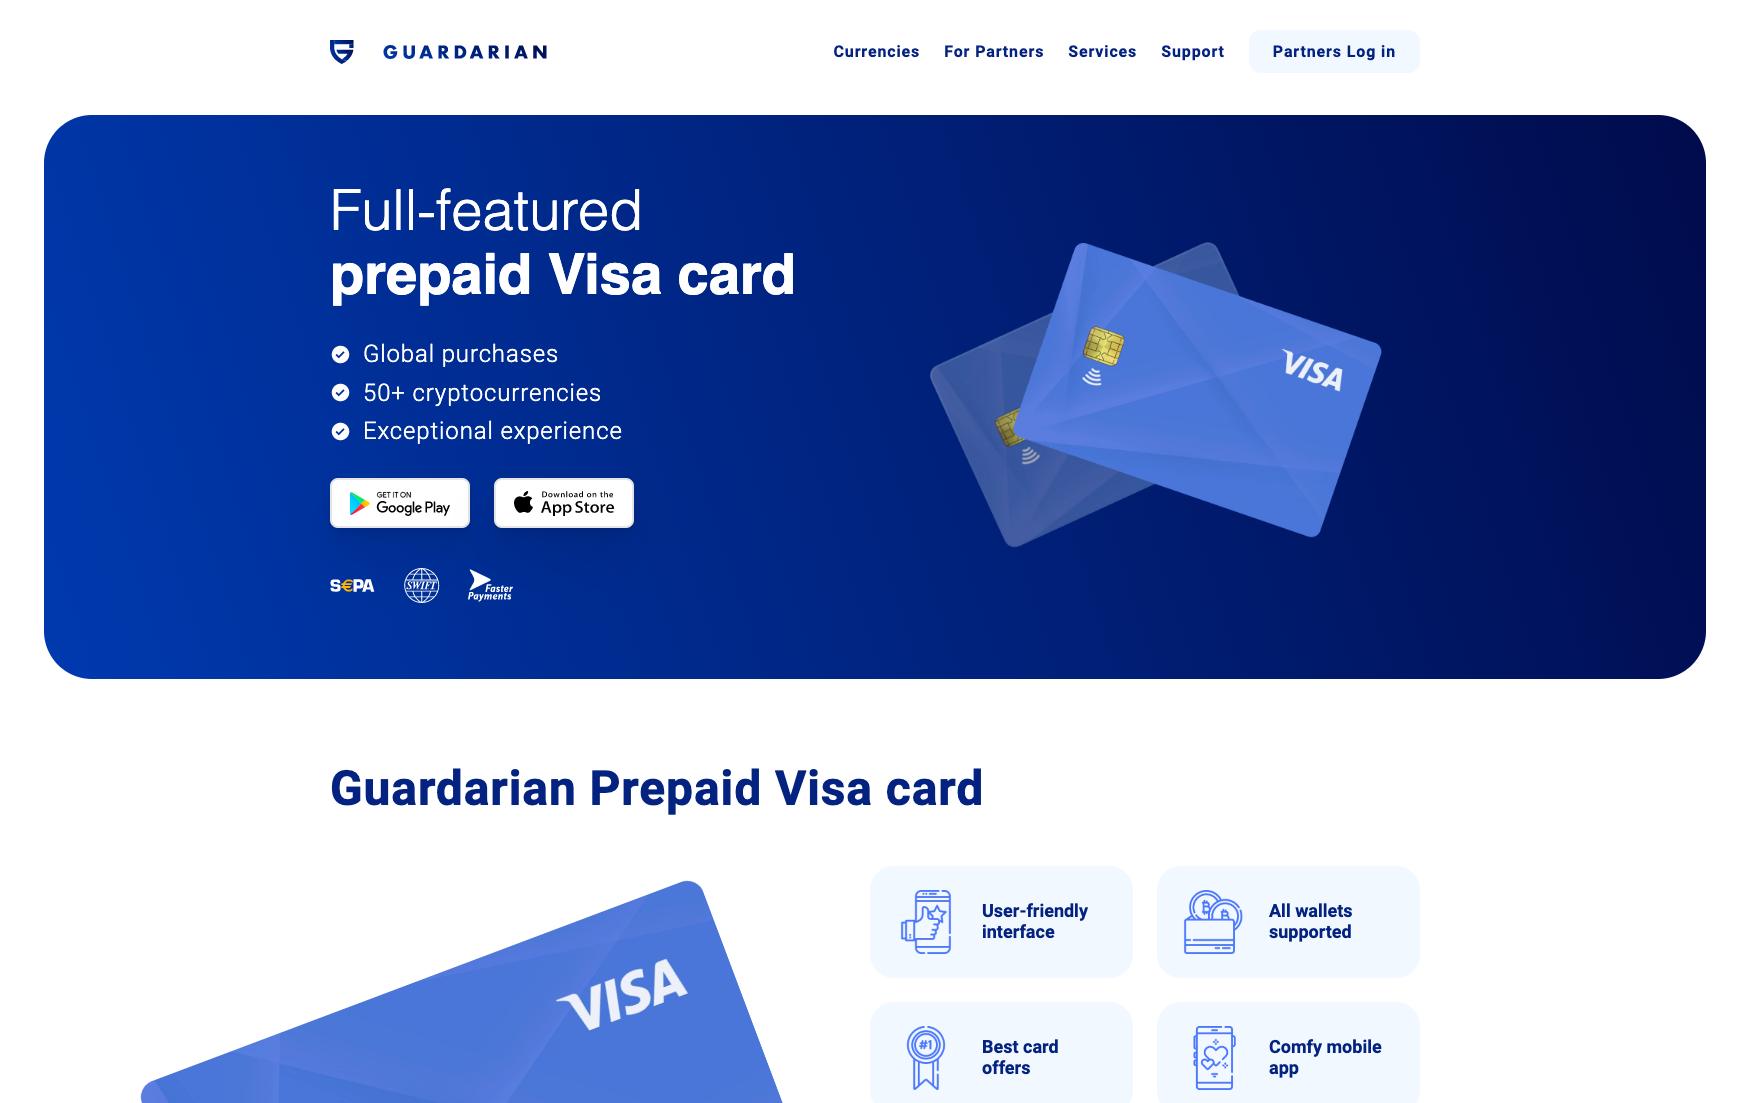 GUARDARIAN
Currencies
For Partners
Services
Support
Partners Log in
Full-featured
prepaid Visa card
Global purchases
50+ cryptocurrencies
Exceptional experience
GET IT ON
Google Play
Download on the
App Store
S€PA
SWIFT
Faster
Payments
VISA
Guardarian Prepaid Visa card
VISA
User-friendly
interface
All wallets
supported
#1
Best card
offers
Comfy mobile
app